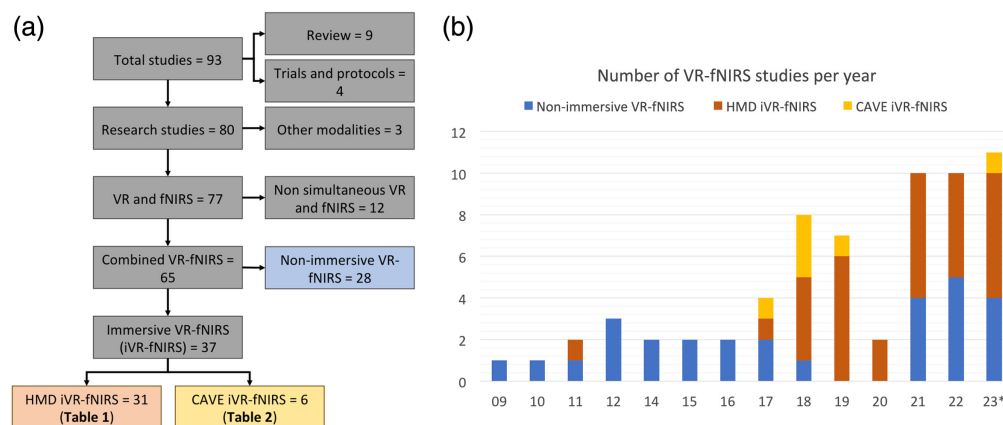 (a)
Total studies = 93
Review = 9
Trials and protocols =
4
Research studies = 80
Other modalities = 3
VR and fNIRS = 77
Non simultaneous VR
and fNIRS = 12
Combined VR-fNIRS =
65
Non-immersive VR-
fNIRS = 28
Immersive VR-fNIRS
(iVR-fNIRS) = 37
HMD iVR-fNIRS = 31
(Table 1)
CAVE iVR-fNIRS = 6
(Table 2)
(b)
Number of VR-fNIRS studies per year
Non-immersive VR-fNIRS HMD iVR-fNIRS CAVE iVR-fNIRS
12
10
8
6
4
2
0
09 10 11 12 14 15 16 17 18 19 20 21 22 23*